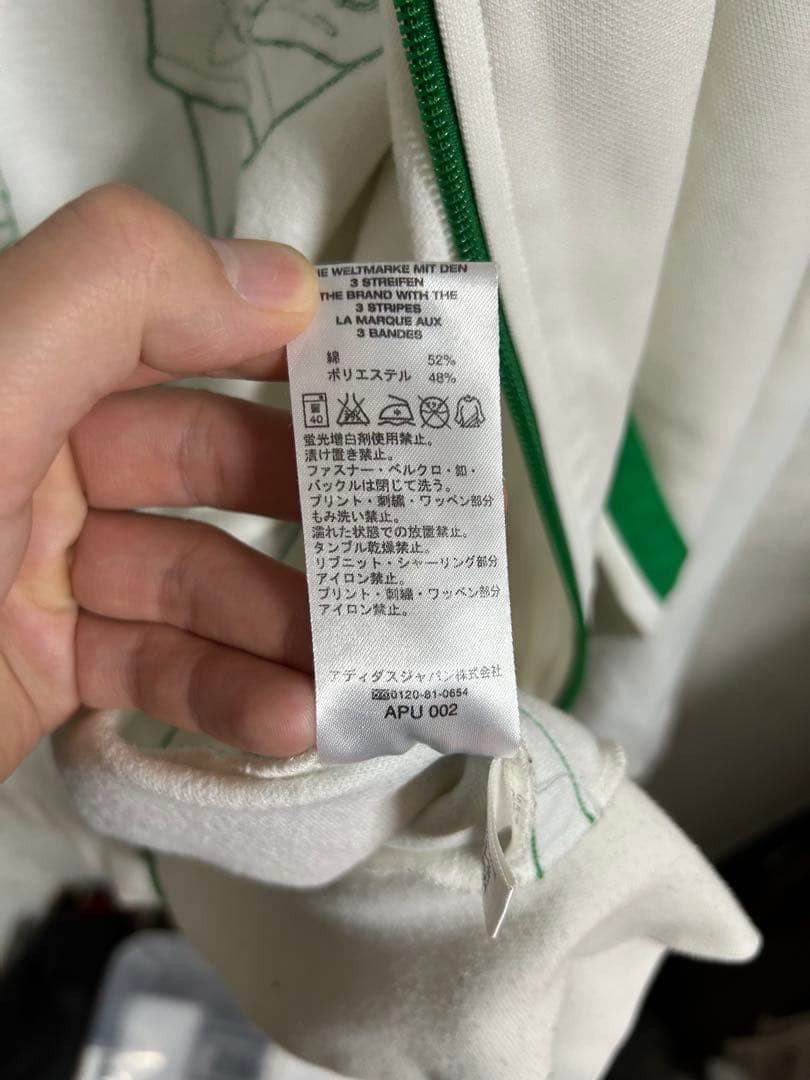 WELTMARKE MIT DEN
3 STREIFEN
THE BRAND WITH THE
3 STRIPES
LA MARQUE AUX
3 BANDES
綿 52%
ポリエステル 48%
40
蛍光増白剤使用禁止。
漬け置き禁止。
ファスナー・ベルクロ・釦・
バックルは閉じて洗う。
プリント・刺繍・ワッペン部分
もみ洗い禁止。
濡れた状態での放置禁止。
タンブル乾燥禁止。
リブニット・シャーリング部分
アイロン禁止。
プリント・刺繍・ワッペン部分
アイロン禁止。
アディダスジャパン株式会社
0120-81-0654
APU 002